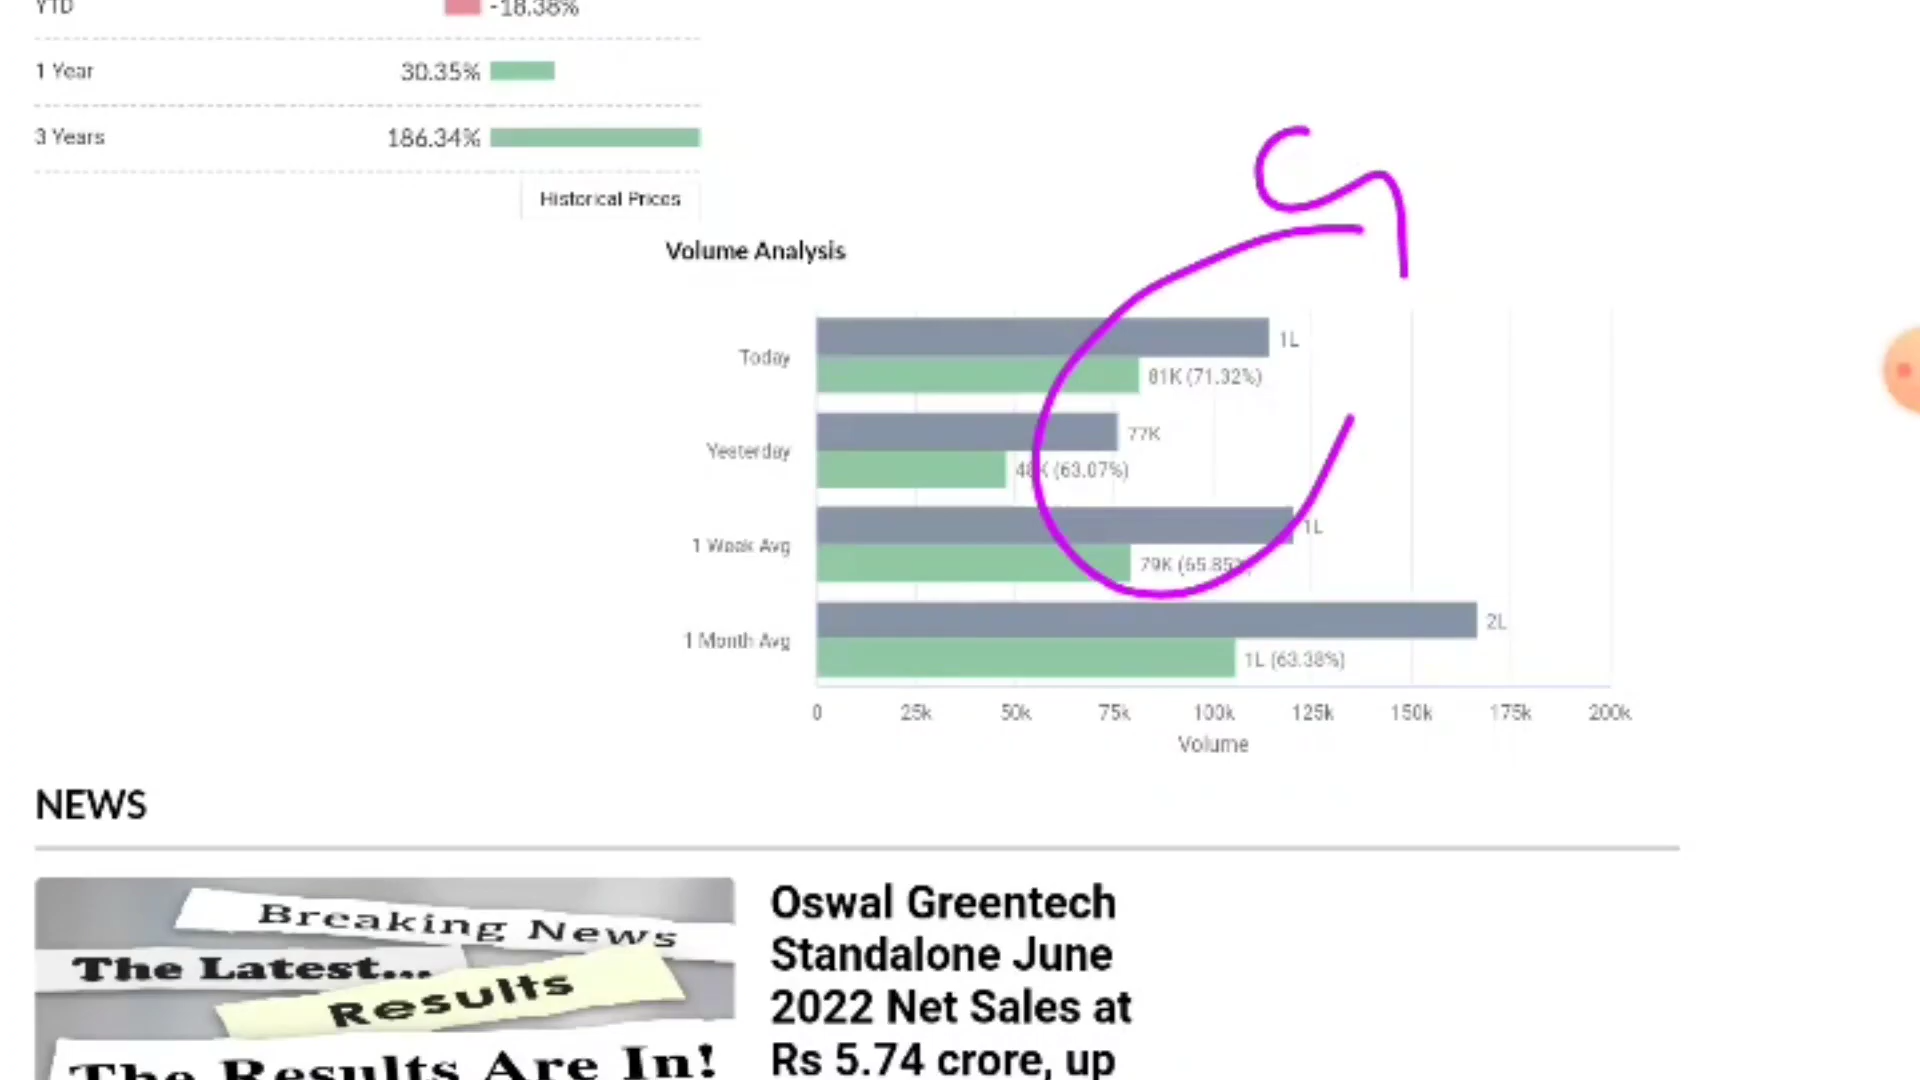 YTD -18.38%
1 Year 30.35%
3 Years 186.34%
Historical Prices
Volume Analysis
Today 1L
81K (71.32%)
Yesterday 77K
48K (63.07%)
1 Week Avg 1L
79K (65.85%)
1 Month Avg 2L
1L (63.38%)
0 25k 50k 75k 100k 125k 150k 175k 200k
Volume
NEWS
Breaking News
The Latest...
Results
The Results Are In!
Oswal Greentech
Standalone June
2022 Net Sales at
Rs 5.74 crore, up